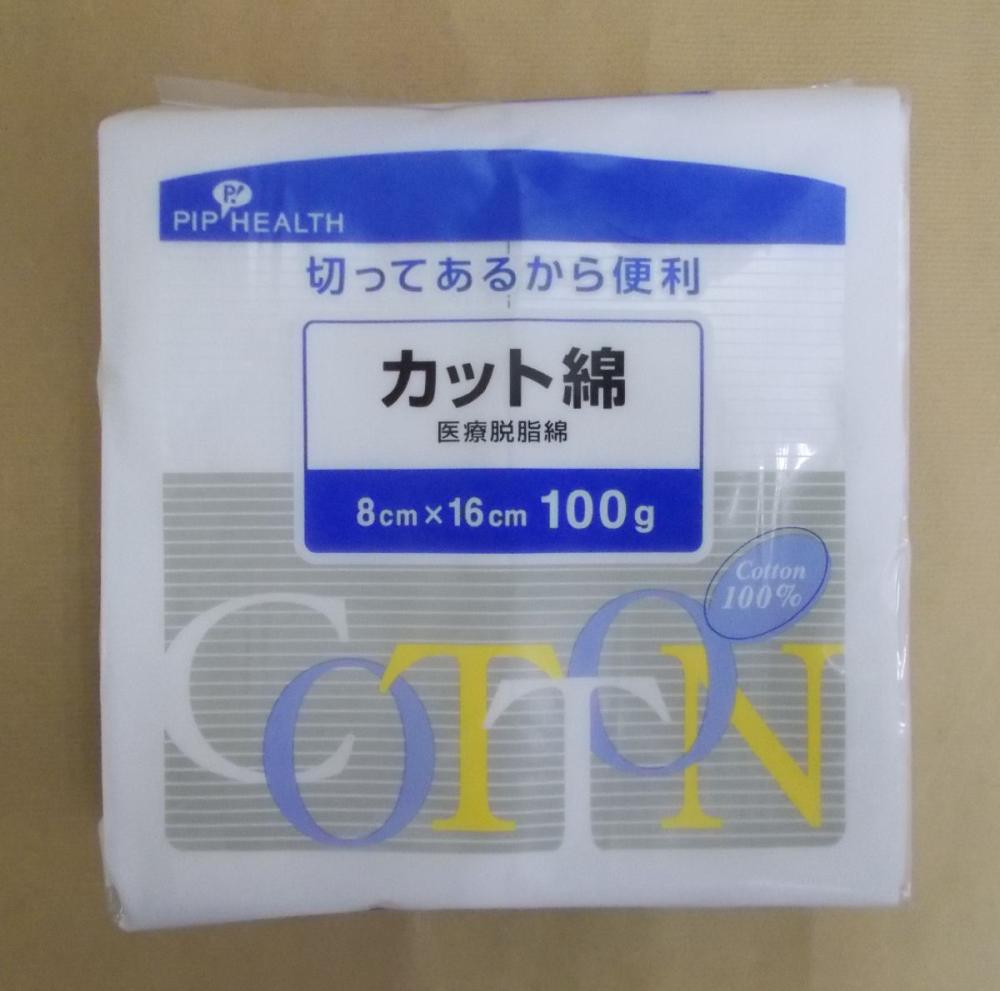 P!
PIP HEALTH
切ってあるから便利
カット綿
医療脱脂綿
8cm×16cm 100g
Cotton
100%
COTTON